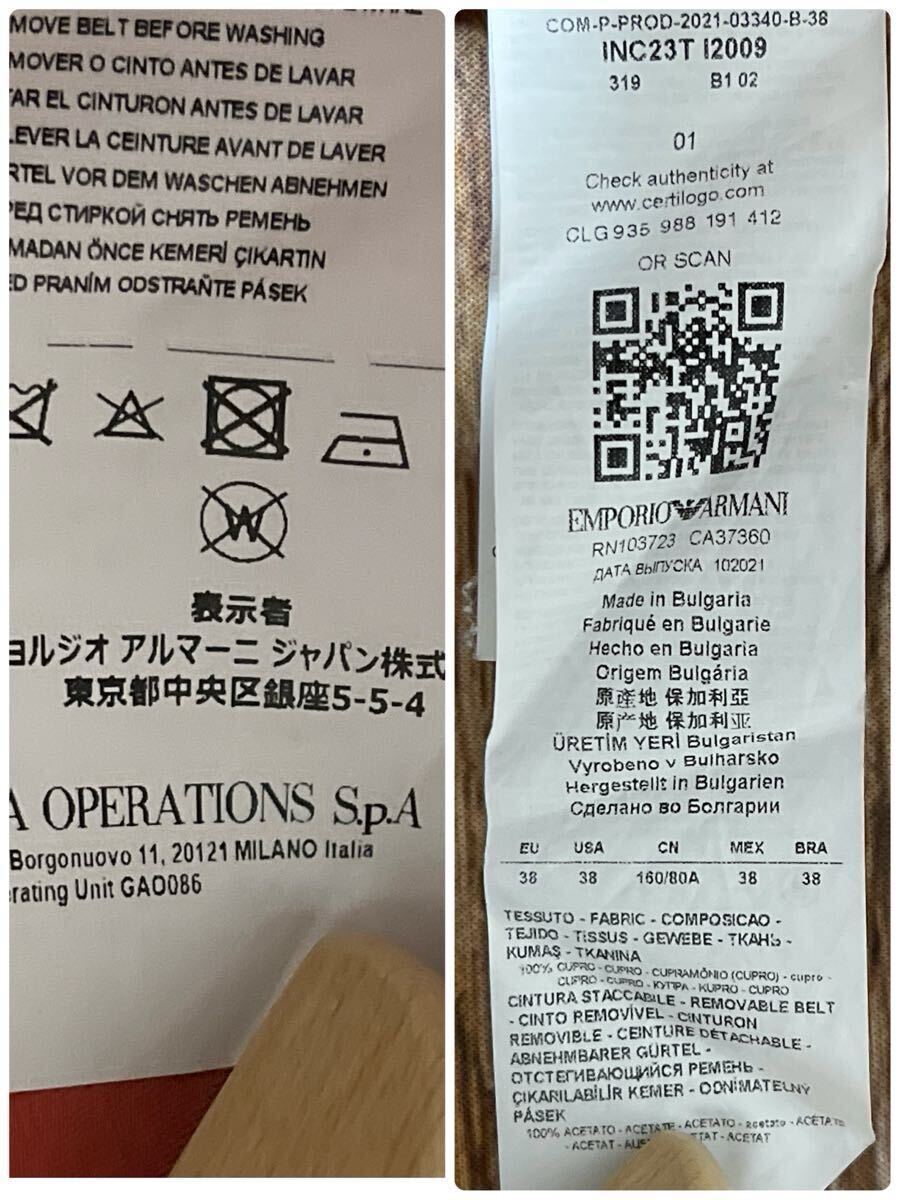 MOVE BELT BEFORE WASHING
MOVER O CINTO ANTES DE LAVAR
TAR EL CINTURON ANTES DE LAVAR
LEVER LA CEINTURE AVANT DE LAVER
RTEL VOR DEM WASCHEN ABNEHMEN
РЕД СТИРКОЙ СНЯТЬ РЕМЕНЬ
MADAN ÖNCE KEMERİ ÇIKARTIN
ED PRANÍM ODSTRAŇTE PÁSEK
W
表示者
ョルジオ アルマーニ ジャパン株式
東京都中央区銀座5-5-4
A OPERATIONS S.p.A
Borgonuovo 11, 20121 MILANO Italia
rating Unit GAO086
COM-P-PROD-2021-03340-B-38
INC23T I2009
319 B1 02
01
Check authenticity at
www.certilogo.com
CLG 935 988 191 412
OR SCAN
EMPORIO ARMANI
RN103723 CA37360
ДАТА ВЫПУСКА 102021
Made in Bulgaria
Fabriqué en Bulgarie
Hecho en Bulgaria
Origem Bulgária
原產地 保加利亞
原产地 保加利亚
ÜRETİM YERİ Bulgaristan
Vyrobeno v Bulharsko
Hergestellt in Bulgarien
Сделано во Болгарии
EU USA CN MEX BRA
38 38 160/80A 38 38
TESSUTO - FABRIC - COMPOSICAO -
TEJIDO - TISSUS - GEWEBE - ТКАНЬ -
KUMAŞ - TKANINA
100% CUPRO - CUPRO - CUPRAMÔNIO (CUPRO) - cupro -
CUPRO - CUPRO - КУПРА - KUPRO - CUPRO
CINTURA STACCABILE - REMOVABLE BELT
- CINTO REMOVÍVEL - CINTURON
REMOVIBLE - CEINTURE DÉTACHABLE -
ABNEHMBARER GÜRTEL -
ОТСТЕГИВАЮЩИЙСЯ РЕМЕНЬ -
ÇIKARILABİLİR KEMER - ODNÍMATELNÝ
PÁSEK
100% ACETATO - ACETATE - ACETATO - acetato - ACÉTATE
- ACETAT - TAT - ACETAT